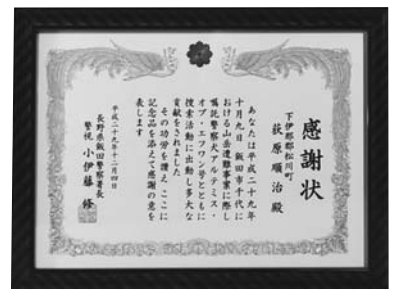 感謝状
下伊那郡松川町
荻原順治 殿
あなたは平成二十九年
十月九日 飯田市千代に
おける山岳遭難事案に際し
嘱託警察犬アルテミス・
オブ・エフワン号とともに
捜索活動に出動し多大な
貢献をされました
その功労を讃え ここに
記念品を添えて感謝の意を
表します
平成二十九年十二月四日
長野県飯田警察署長
警視 小伊藤 修